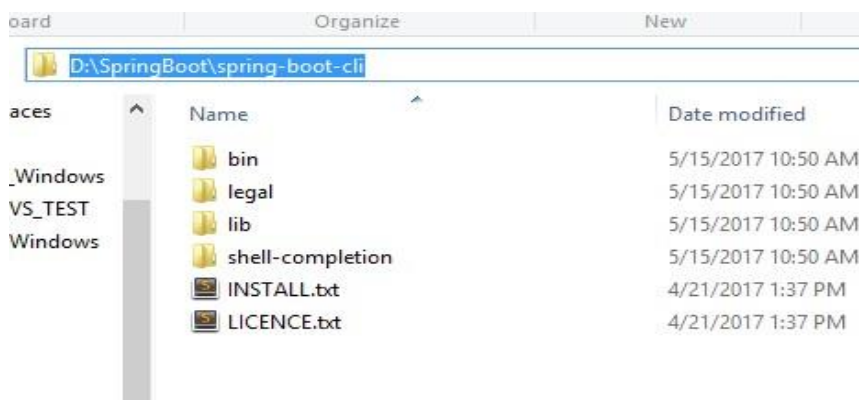 oard Organize New
D:\SpringBoot\spring-boot-cli
aces Name Date modified
bin 5/15/2017 10:50 AM
_Windows legal 5/15/2017 10:50 AM
VS_TEST lib 5/15/2017 10:50 AM
Windows shell-completion 5/15/2017 10:50 AM
INSTALL.txt 4/21/2017 1:37 PM
LICENCE.txt 4/21/2017 1:37 PM